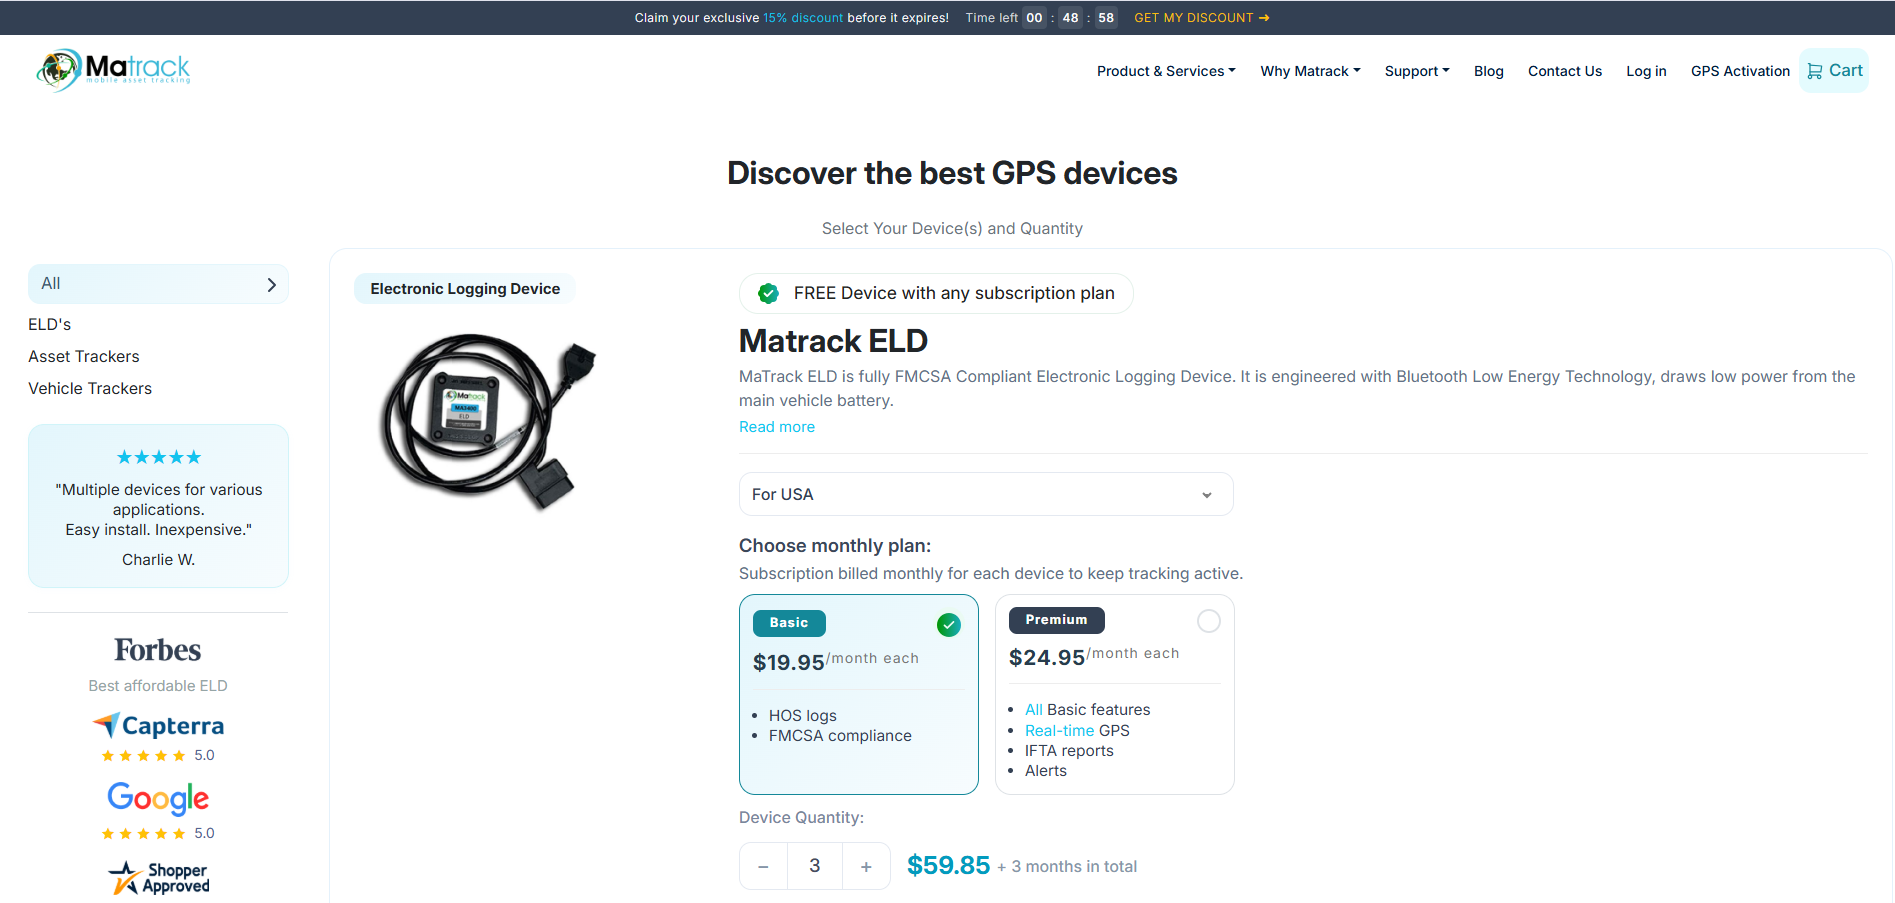 Claim your exclusive 15% discount before it expires! Time left 00 : 48 : 58 GET MY DISCOUNT ➔
Matrack
mobile asset tracking
Product & Services Why Matrack Support Blog Contact Us Log in GPS Activation Cart
Discover the best GPS devices
Select Your Device(s) and Quantity
All
ELD's
Asset Trackers
Vehicle Trackers
"Multiple devices for various
applications.
Easy install. Inexpensive."
Charlie W.
Forbes
Best affordable ELD
Capterra
5.0
Google
5.0
Shopper
Approved
Electronic Logging Device
Matrack
MA2400
ELD
FREE Device with any subscription plan
Matrack ELD
MaTrack ELD is fully FMCSA Compliant Electronic Logging Device. It is engineered with Bluetooth Low Energy Technology, draws low power from the
main vehicle battery.
Read more
For USA
Choose monthly plan:
Subscription billed monthly for each device to keep tracking active.
Basic
$19.95/month each
• HOS logs
• FMCSA compliance
Premium
$24.95/month each
• All Basic features
• Real-time GPS
• IFTA reports
• Alerts
Device Quantity:
− 3 + $59.85 + 3 months in total